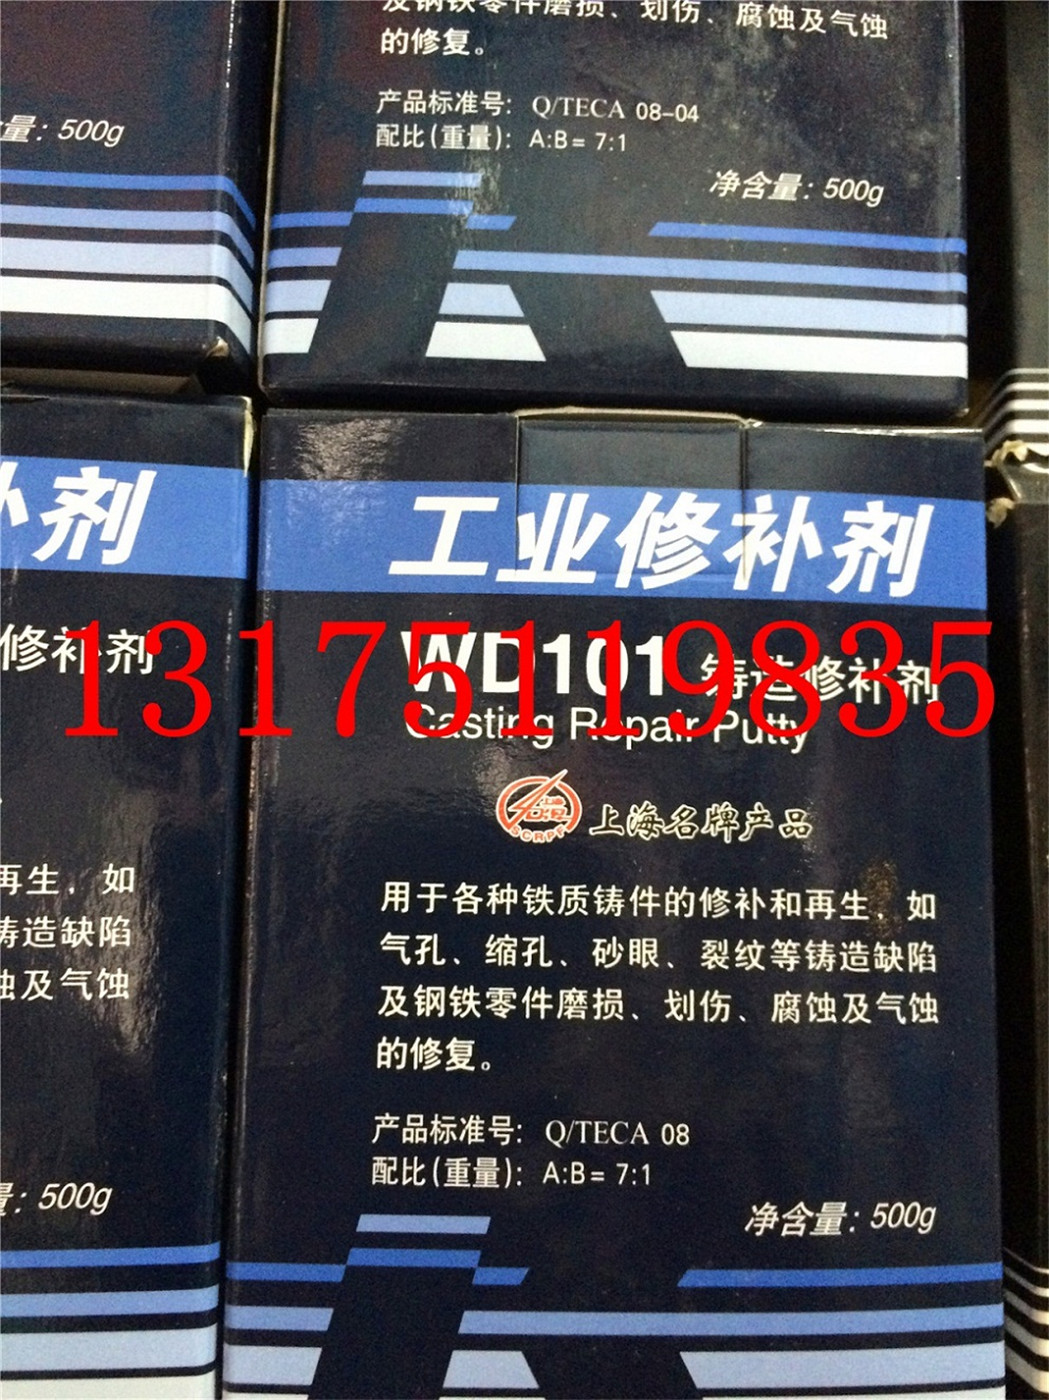 及钢铁零件磨损、划伤、腐蚀及气蚀
的修复。
产品标准号：Q/TECA 08-04
配比(重量)：A:B= 7:1
净含量：500g
量：500g
补剂
修补剂
再生，如
铸造缺陷
蚀及气蚀
量：500g
工业修补剂
13175119835
WD101 铸造修补剂
Casting Repair Putty
SCRPF 上海名牌产品
用于各种铁质铸件的修补和再生，如
气孔、缩孔、砂眼、裂纹等铸造缺陷
及钢铁零件磨损、划伤、腐蚀及气蚀
的修复。
产品标准号：Q/TECA 08
配比(重量)：A:B= 7:1
净含量：500g